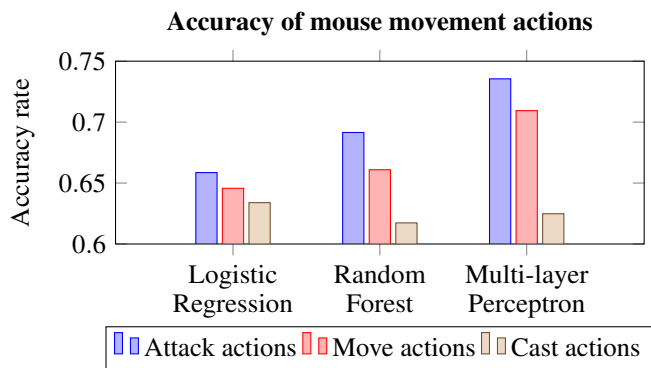 Accuracy of mouse movement actions
Accuracy rate
0.75
0.7
0.65
0.6
Logistic
Regression
Random
Forest
Multi-layer
Perceptron
Attack actions
Move actions
Cast actions